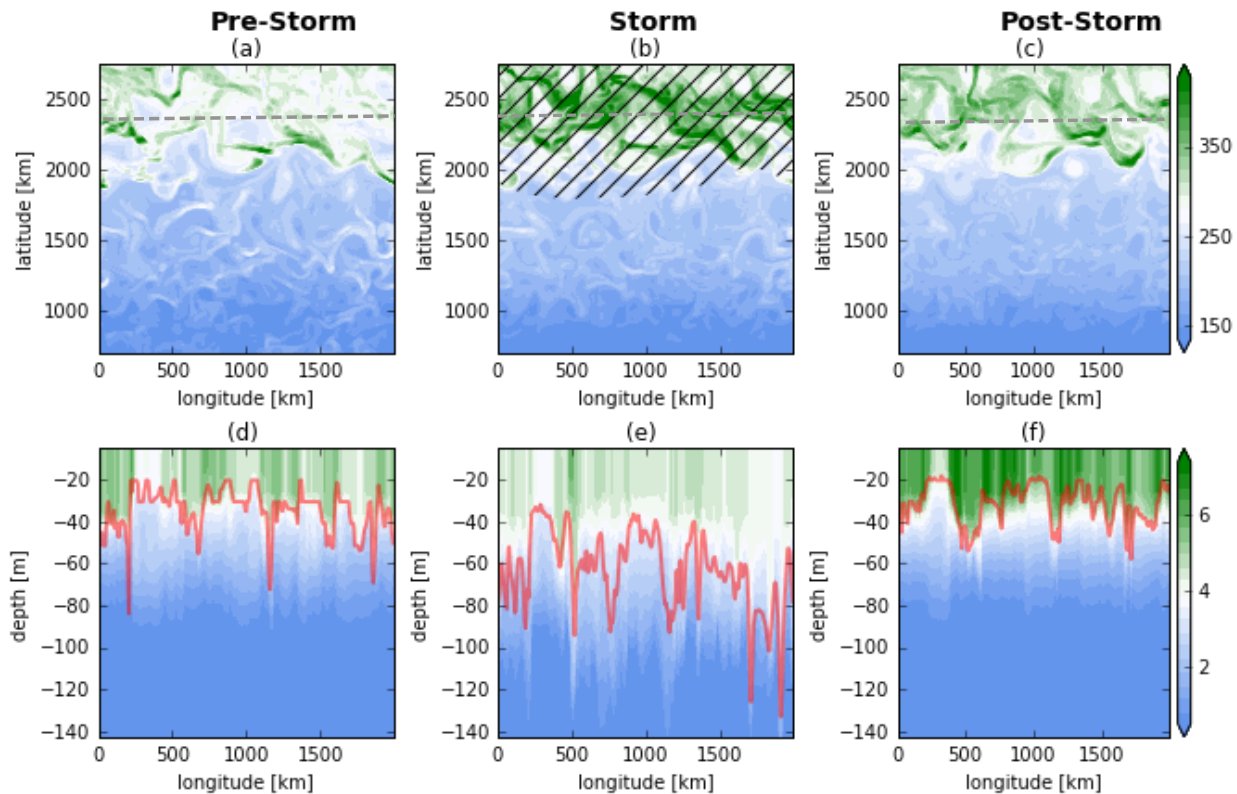 Pre-Storm Storm Post-Storm
(a) (b) (c)
2500 2500 2500
2000 2000 2000
1500 1500 1500
1000 1000 1000
latitude [km] latitude [km] latitude [km]
350
250
150
0 500 1000 1500 0 500 1000 1500 0 500 1000 1500
longitude [km] longitude [km] longitude [km]
(d) (e) (f)
−20 −20 −20
−40 −40 −40
−60 −60 −60
−80 −80 −80
−100 −100 −100
−120 −120 −120
−140 −140 −140
depth [m] depth [m] depth [m]
6
4
2
0 500 1000 1500 0 500 1000 1500 0 500 1000 1500
longitude [km] longitude [km] longitude [km]